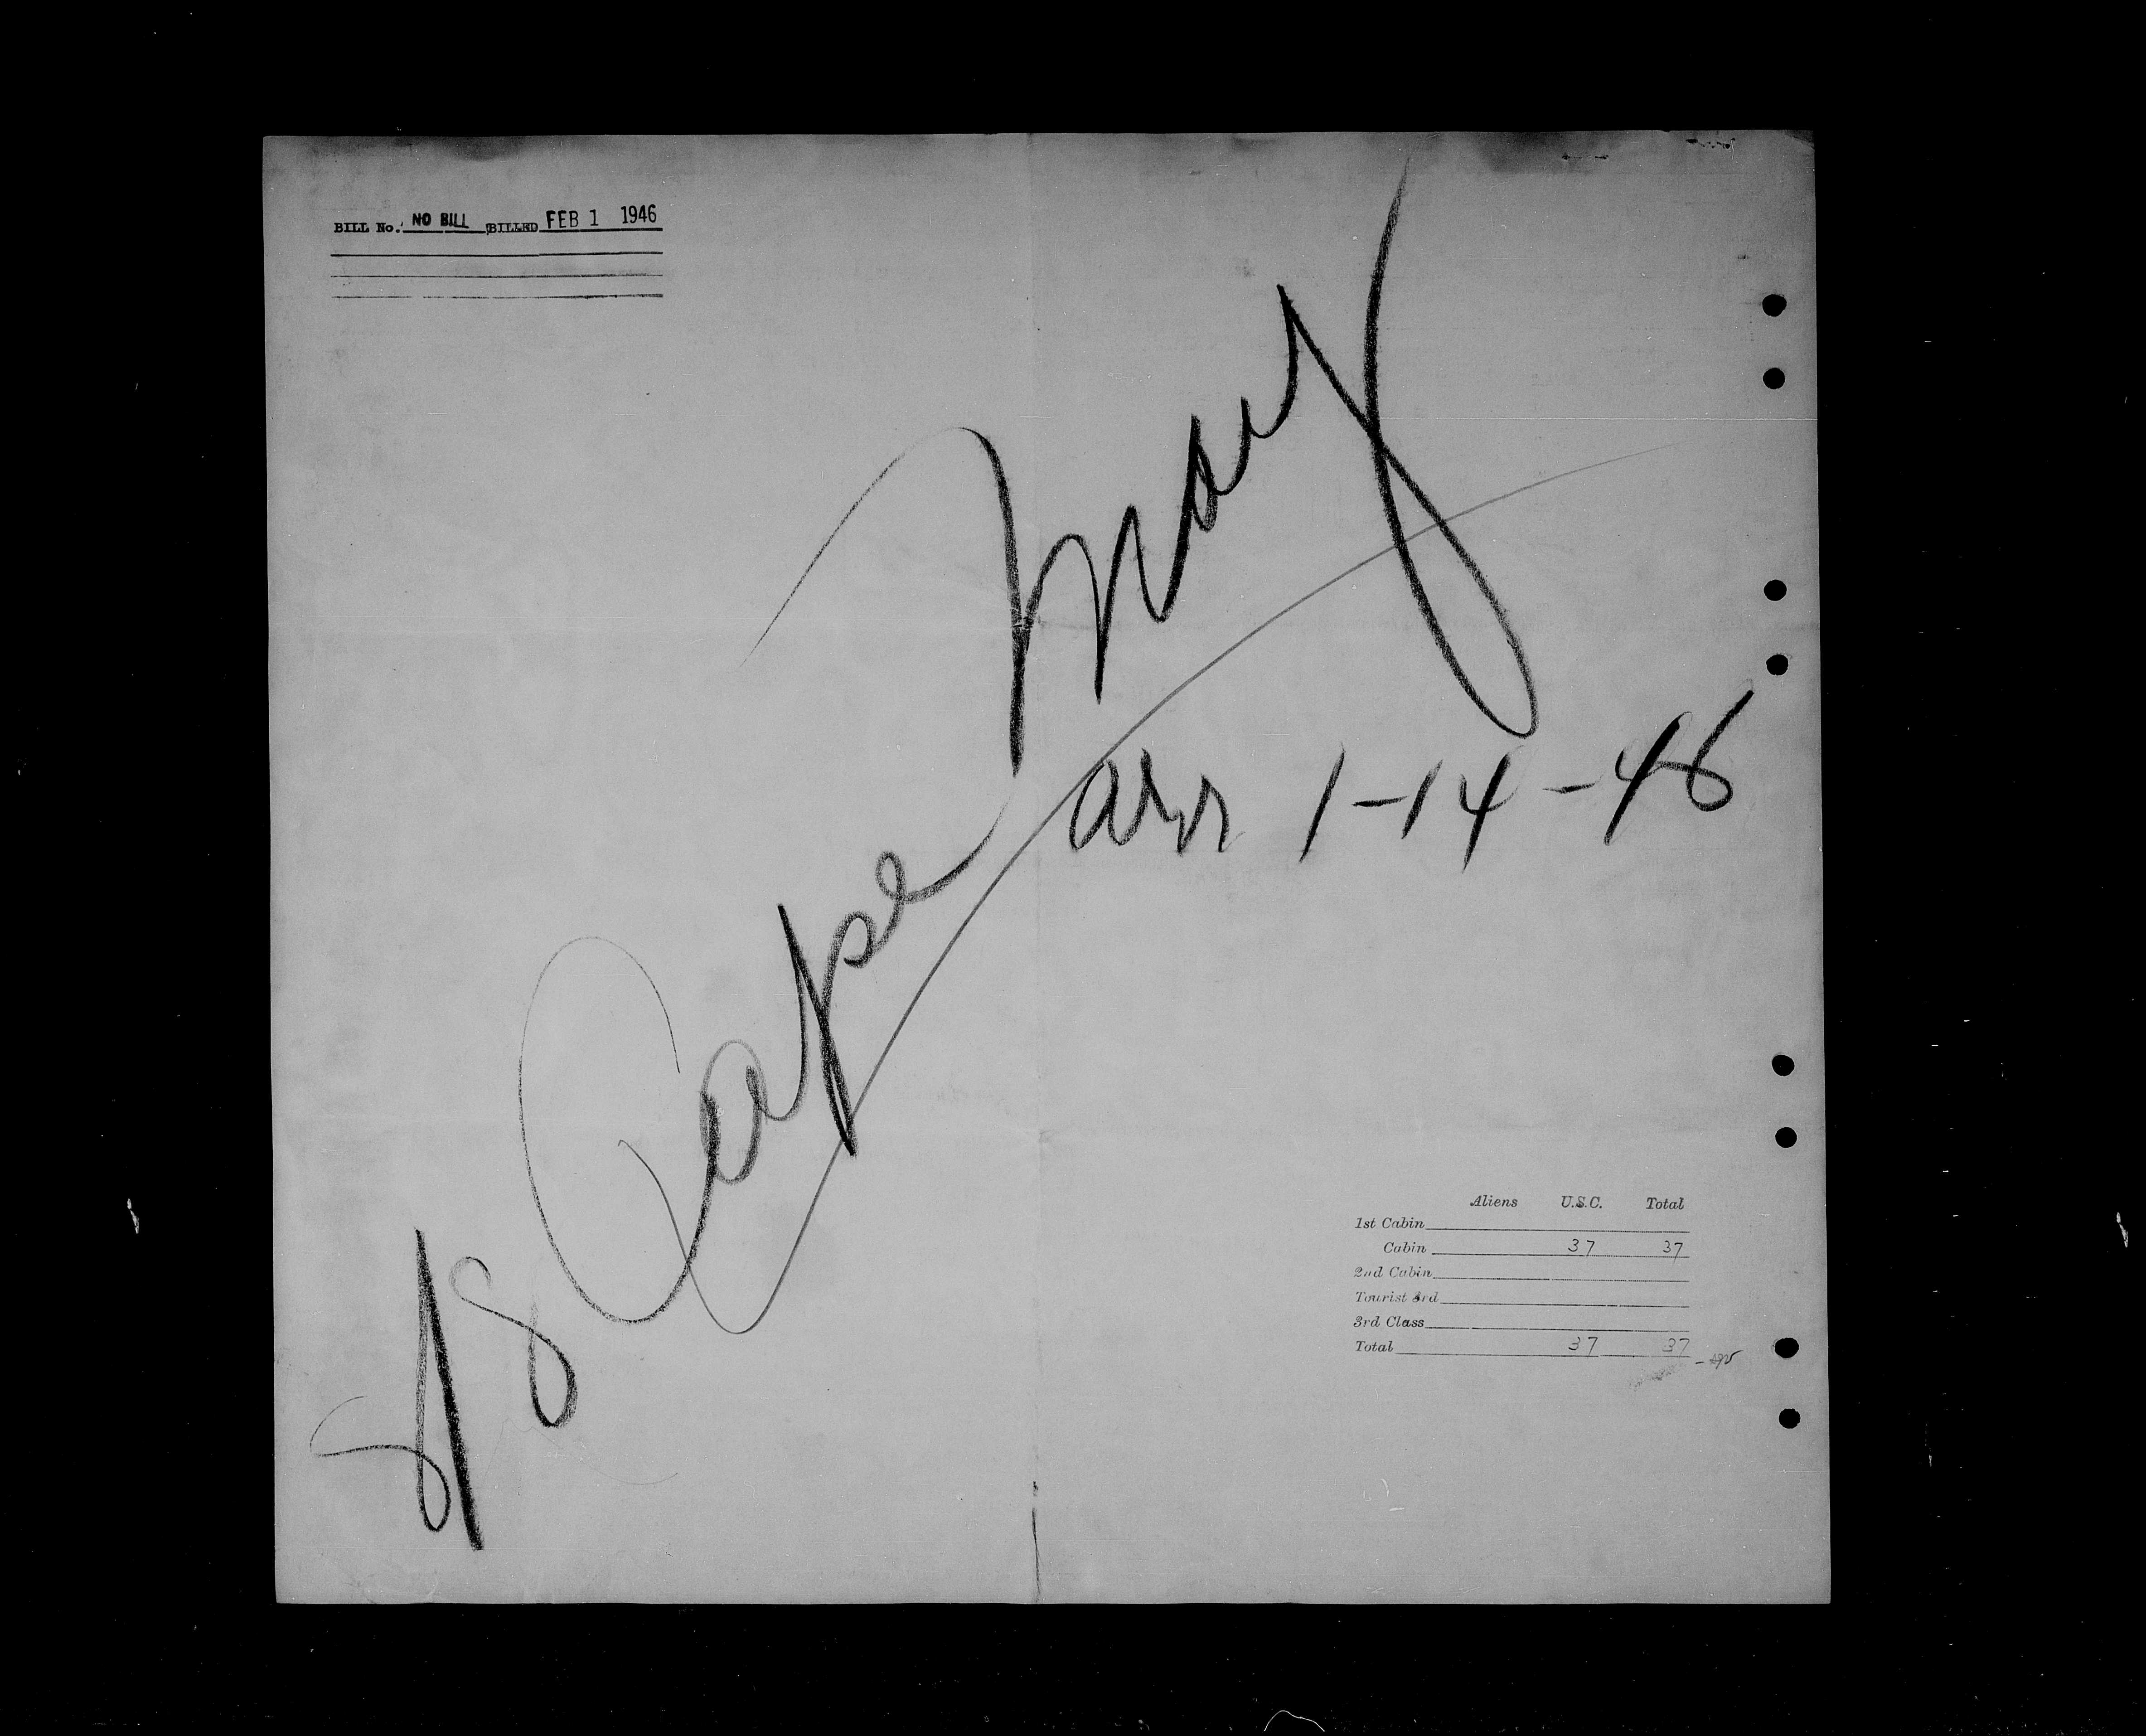 BILL No. NO BILL BILLED FEB 1 1946
SS Cape May
arr 1-14-46
Aliens U.S.C. Total
1st Cabin
Cabin 37 37
2nd Cabin
Tourist 3rd
3rd Class
Total 37 37